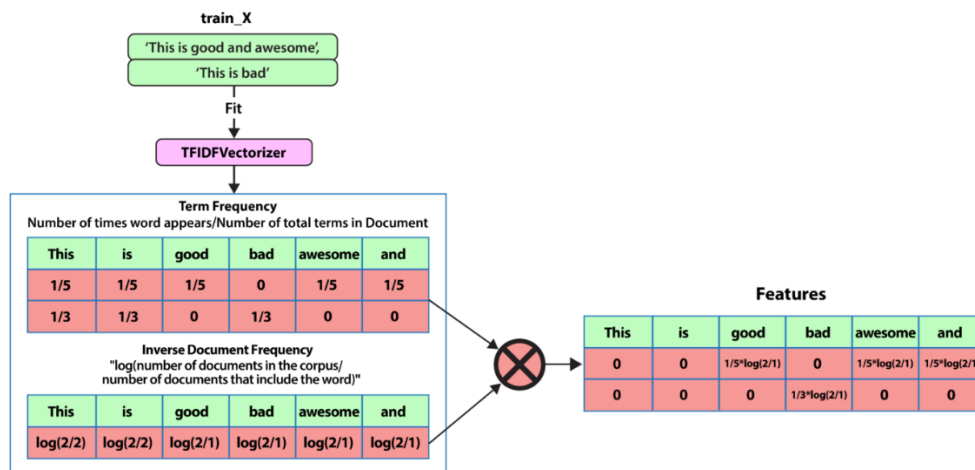 train_X
‘This is good and awesome’,
‘This is bad’
Fit
TFIDFVectorizer
Term Frequency
Number of times word appears/Number of total terms in Document
This is good bad awesome and
1/5 1/5 1/5 0 1/5 1/5
1/3 1/3 0 1/3 0 0
Inverse Document Frequency
"log(number of documents in the corpus/
number of documents that include the word)"
This is good bad awesome and
log(2/2) log(2/2) log(2/1) log(2/1) log(2/1) log(2/1)
Features
This is good bad awesome and
0 0 1/5*log(2/1) 0 1/5*log(2/1) 1/5*log(2/1)
0 0 0 1/3*log(2/1) 0 0